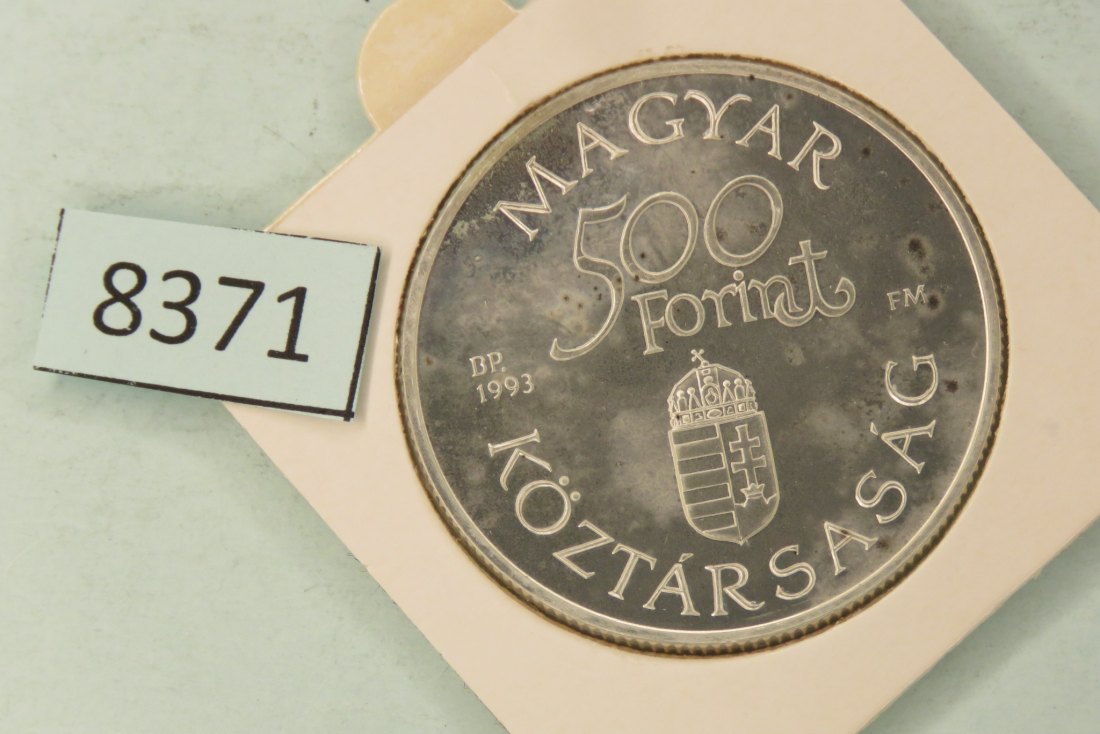 8371
MAGYAR
500
Forint
BP.
1993
FM
KÖZTÁRSASÁG